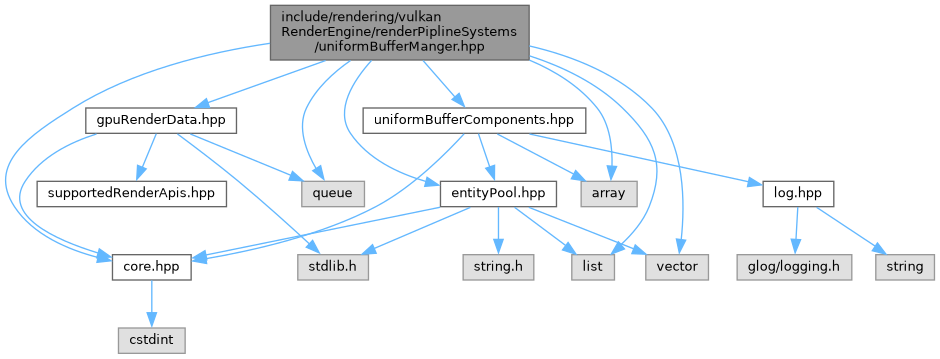 include/rendering/vulkan
RenderEngine/renderPiplineSystems
/uniformBufferManger.hpp
gpuRenderData.hpp
uniformBufferComponents.hpp
supportedRenderApis.hpp
queue
entityPool.hpp
array
log.hpp
core.hpp
stdlib.h
string.h
list
vector
glog/logging.h
string
cstdint